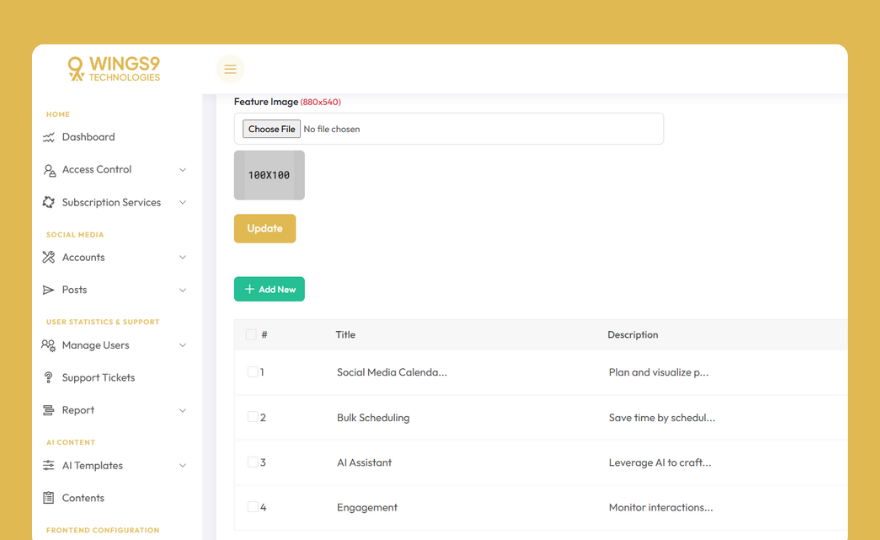 WINGS9
TECHNOLOGIES
HOME
Dashboard
Access Control
Subscription Services
SOCIAL MEDIA
Accounts
Posts
USER STATISTICS & SUPPORT
Manage Users
Support Tickets
Report
AI CONTENT
AI Templates
Contents
FRONTEND CONFIGURATION
Feature Image (880x540)
Choose File No file chosen
100X100
Update
+ Add New
# Title Description
1 Social Media Calenda... Plan and visualize p...
2 Bulk Scheduling Save time by schedul...
3 AI Assistant Leverage AI to craft...
4 Engagement Monitor interactions...